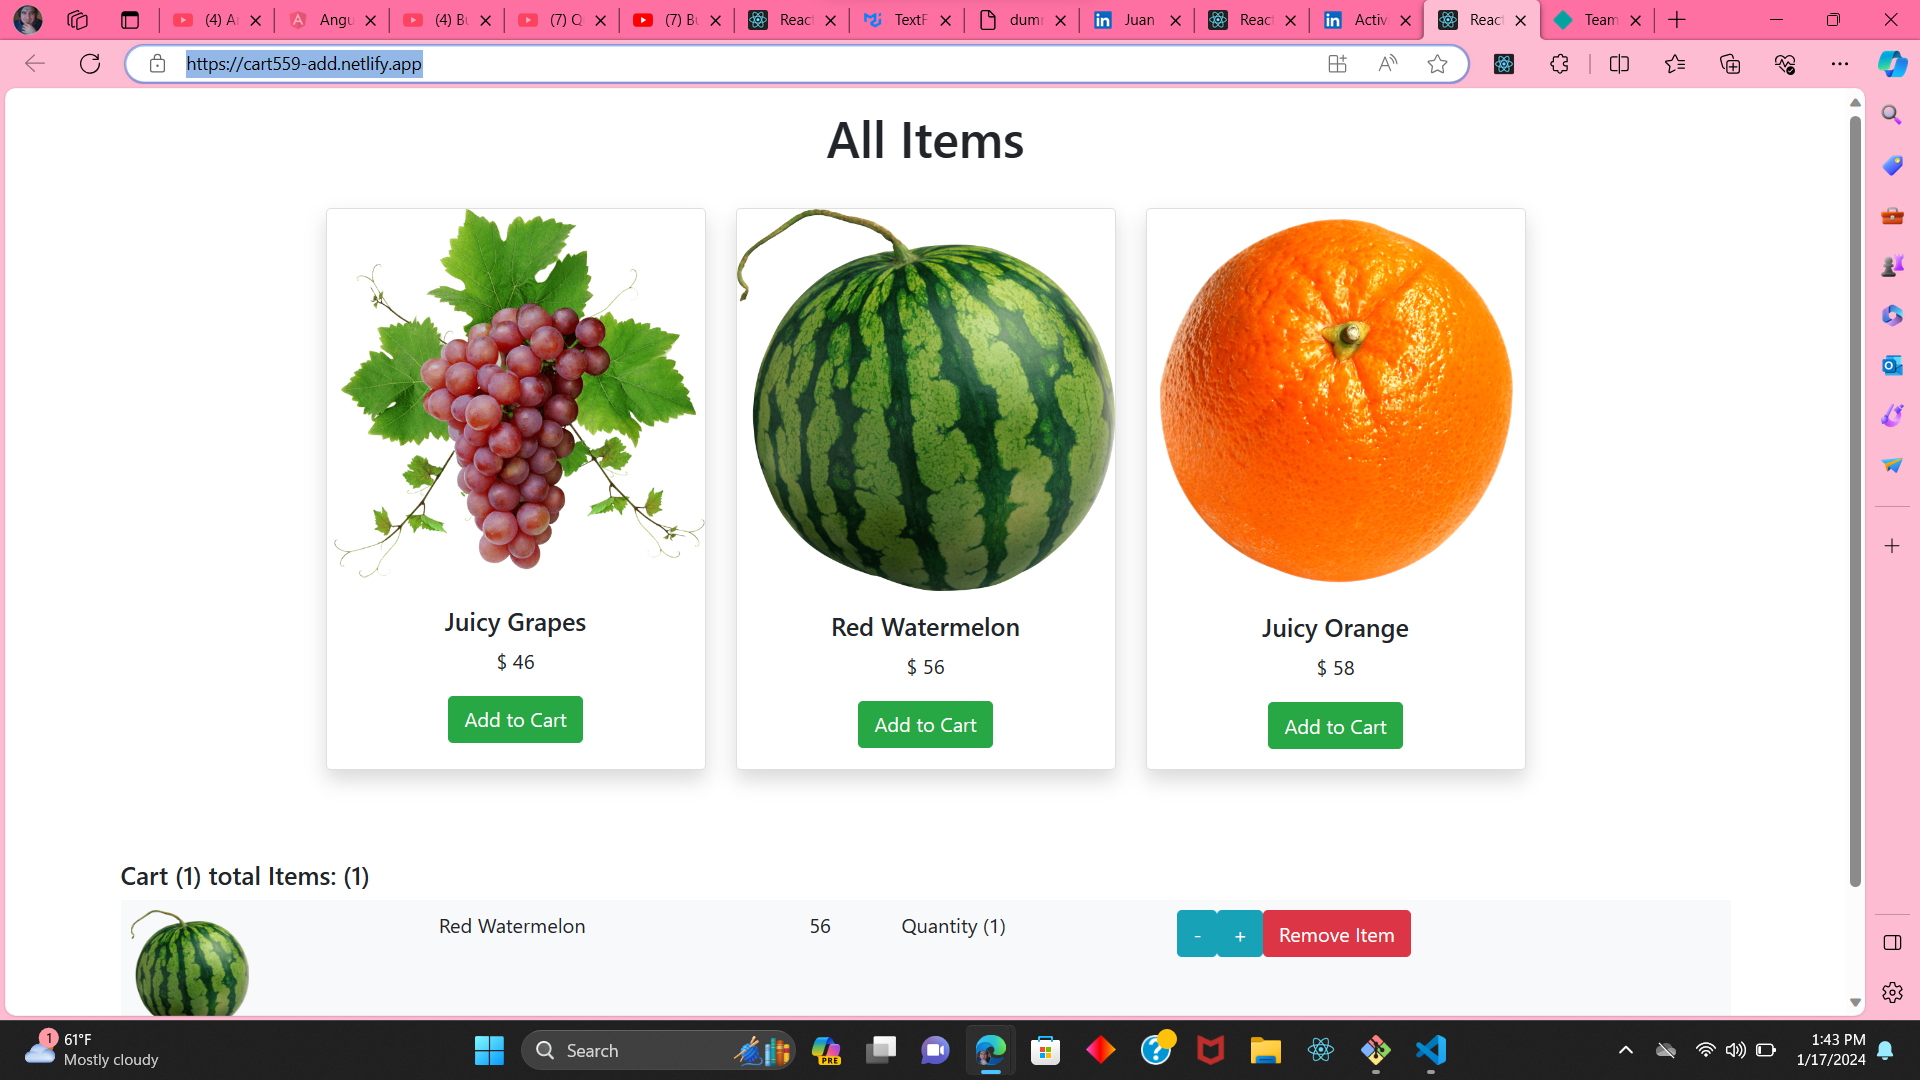 (4) A
Angu
(4) Bu
(7) Q
(7) Bu
React
TextF
dumm
Juan
React
Activ
React
Team
https://cart559-add.netlify.app
All Items
Juicy Grapes
$ 46
Add to Cart
Red Watermelon
$ 56
Add to Cart
Juicy Orange
$ 58
Add to Cart
Cart (1) total Items: (1)
Red Watermelon 56 Quantity (1) - + Remove Item
1
61°F
Mostly cloudy
Search
PRE
1:43 PM
1/17/2024